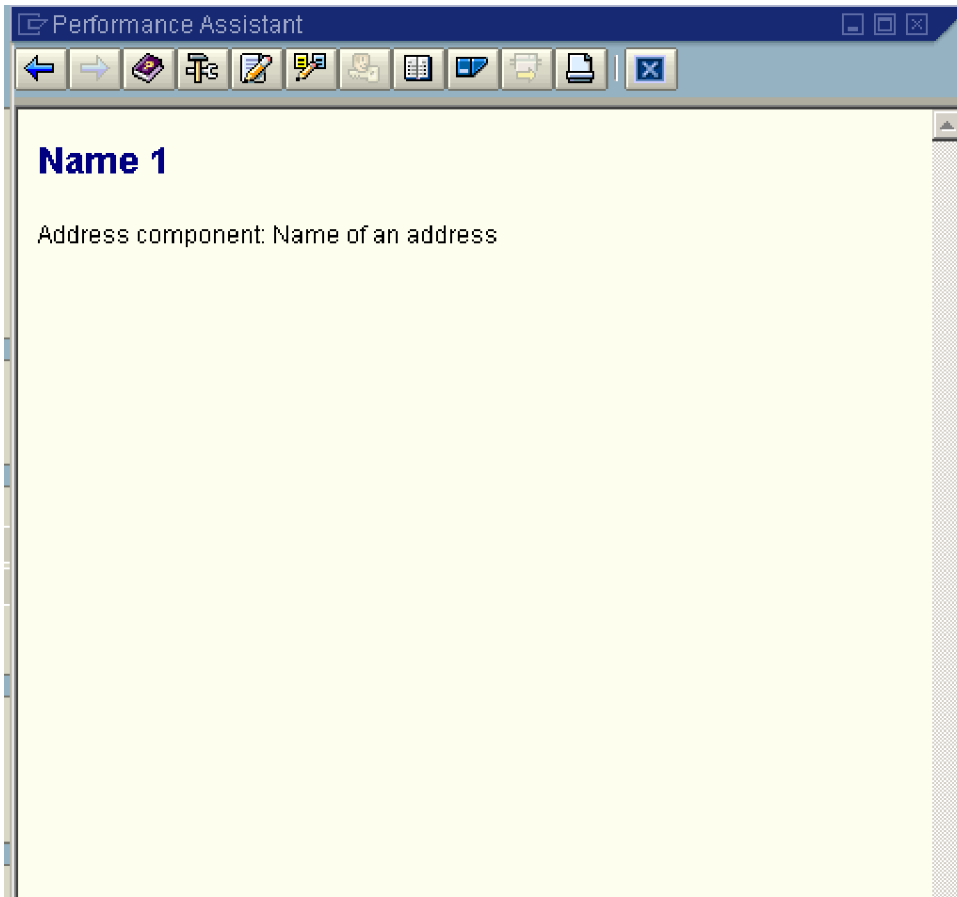 Performance Assistant
Name 1
Address component: Name of an address